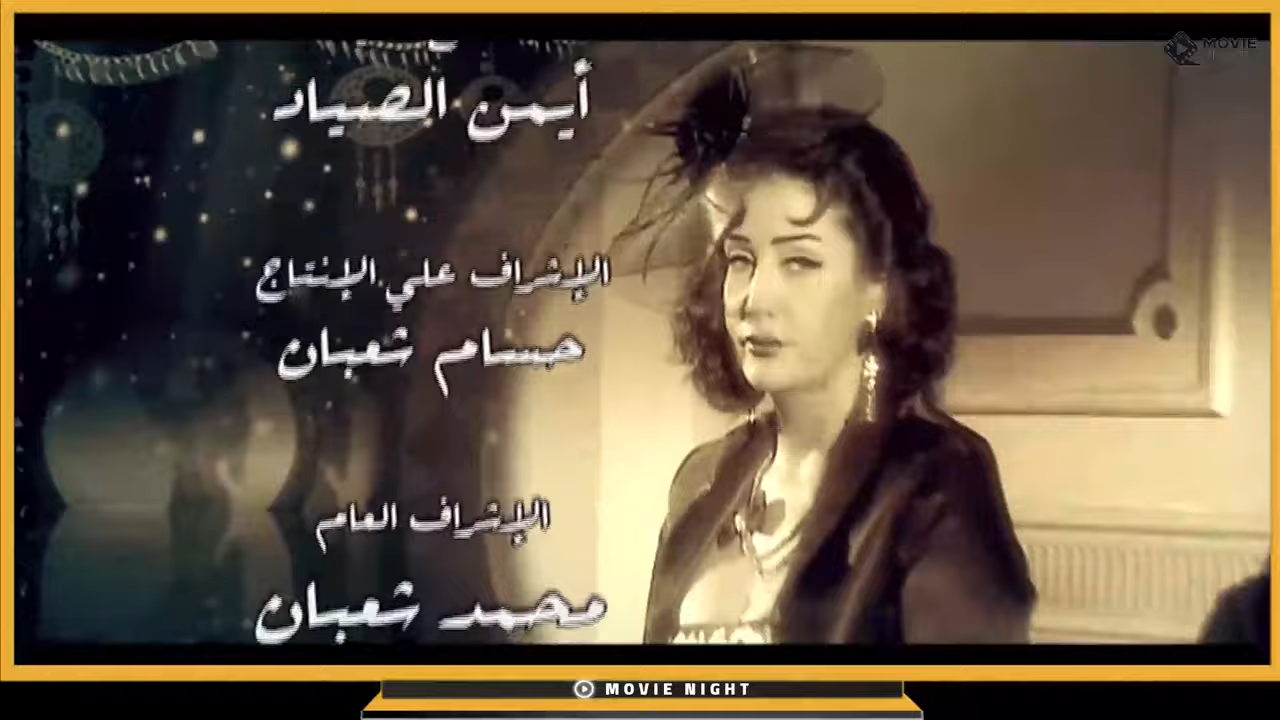 أيمن الصياد
الإشراف علي الإنتاج
حسام شعبان
الإشراف العام
محمد شعبان
MOVIE
MOVIE NIGHT